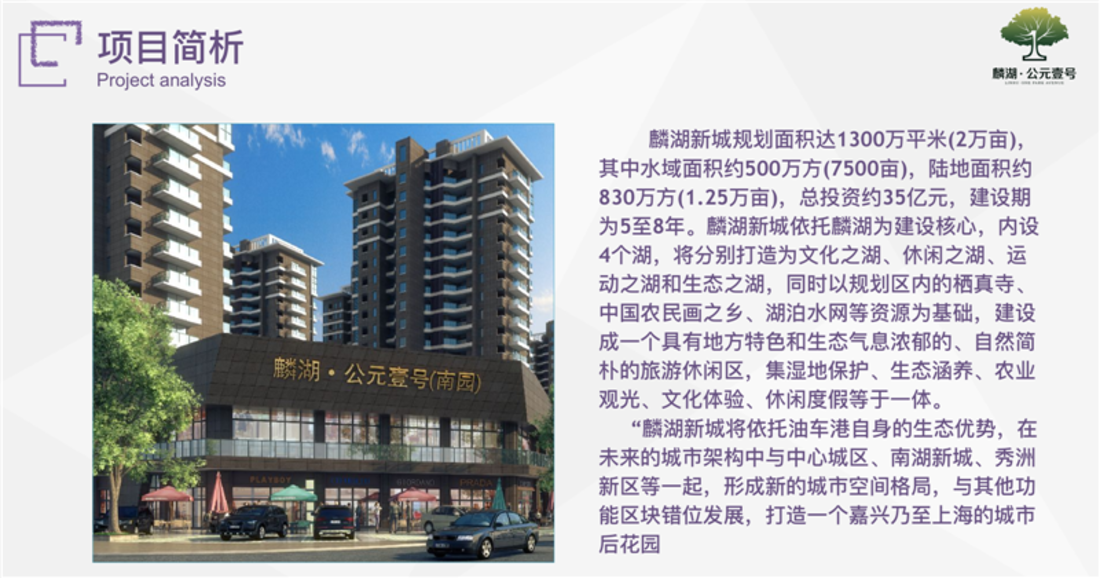 项目简析
Project analysis
麟湖·公元壹号
麟湖·公元壹号(南园)
PLAYBOY
PRADA
麟湖新城规划面积达1300万平米(2万亩)，
其中水域面积约500万方(7500亩)，陆地面积约
830万方(1.25万亩)，总投资约35亿元，建设期
为5至8年。麟湖新城依托麟湖为建设核心，内设
4个湖，将分别打造为文化之湖、休闲之湖、运
动之湖和生态之湖，同时以规划区内的栖真寺、
中国农民画之乡、湖泊水网等资源为基础，建设
成一个具有地方特色和生态气息浓郁的、自然简
朴的旅游休闲区，集湿地保护、生态涵养、农业
观光、文化体验、休闲度假等于一体。
“麟湖新城将依托油车港自身的生态优势，在
未来的城市架构中与中心城区、南湖新城、秀洲
新区等一起，形成新的城市空间格局，与其他功
能区块错位发展，打造一个嘉兴乃至上海的城市
后花园